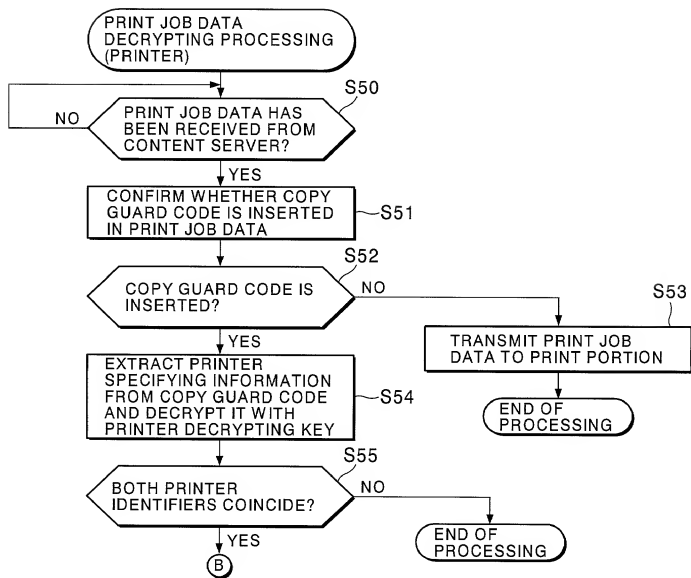 PRINT JOB DATA
DECRYPTING PROCESSING
(PRINTER)
S50
NO
PRINT JOB DATA HAS
BEEN RECEIVED FROM
CONTENT SERVER?
YES
CONFIRM WHETHER COPY
GUARD CODE IS INSERTED
IN PRINT JOB DATA
S51
S52
COPY GUARD CODE IS
INSERTED?
NO
S53
TRANSMIT PRINT JOB
DATA TO PRINT PORTION
END OF
PROCESSING
YES
EXTRACT PRINTER
SPECIFYING INFORMATION
FROM COPY GUARD CODE
AND DECRYPT IT WITH
PRINTER DECRYPTING KEY
S54
S55
BOTH PRINTER
IDENTIFIERS COINCIDE?
NO
END OF
PROCESSING
YES
B